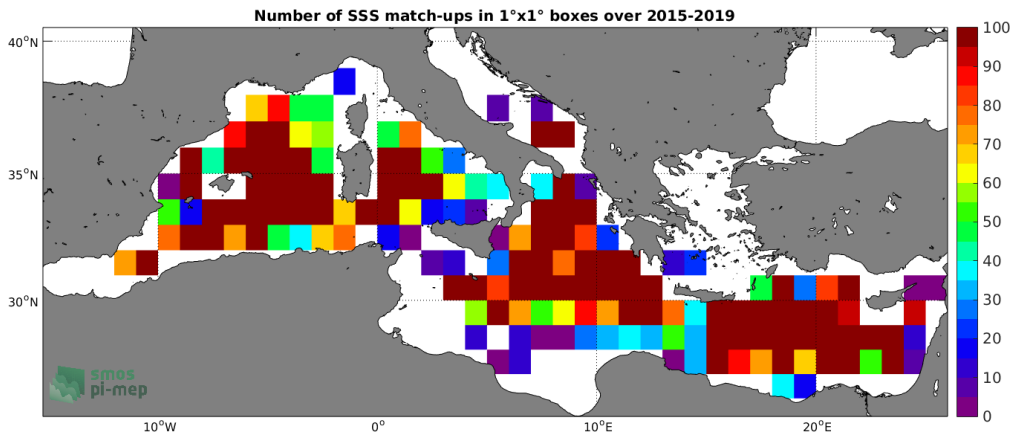 Number of SSS match-ups in 1°x1° boxes over 2015-2019
40°N
35°N
30°N
10°W
0°
10°E
20°E
100
90
80
70
60
50
40
30
20
10
0
smos
pi-mep